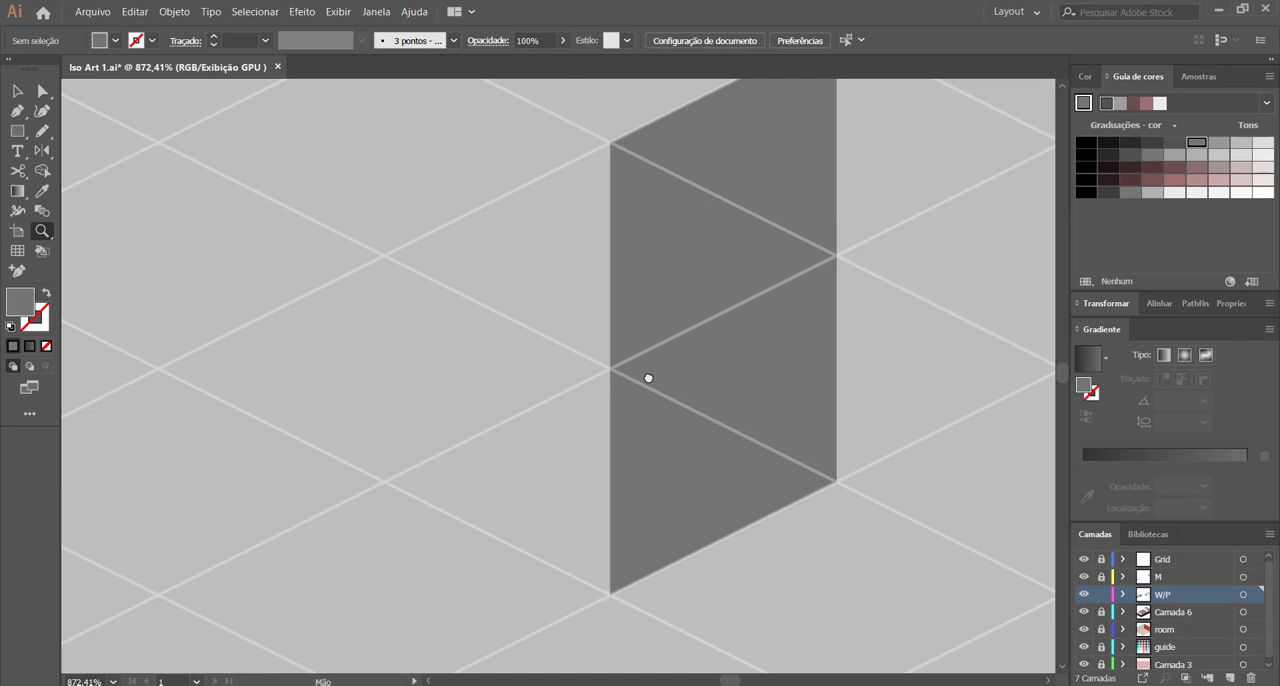 Ai Arquivo Editar Objeto Tipo Selecionar Efeito Exibir Janela Ajuda Layout Pesquisar Adobe Stock
Sem seleção Traçado: 3 pontos - ... Opacidade: 100% Estilo: Configuração de documento Preferências
Iso Art 1.ai* @ 872,41% (RGB/Exibição GPU )
Cor Guia de cores Amostras
Graduações - cor Tons
Nenhum
Transformar Alinhar Pathfin Proprie
Gradiente
Tipo:
Traçado:
Opacidade:
Localização:
Camadas Bibliotecas
Grid
M
W/P
Camada 6
room
guide
Camada 3
872,41% 1 Mão 7 Camadas